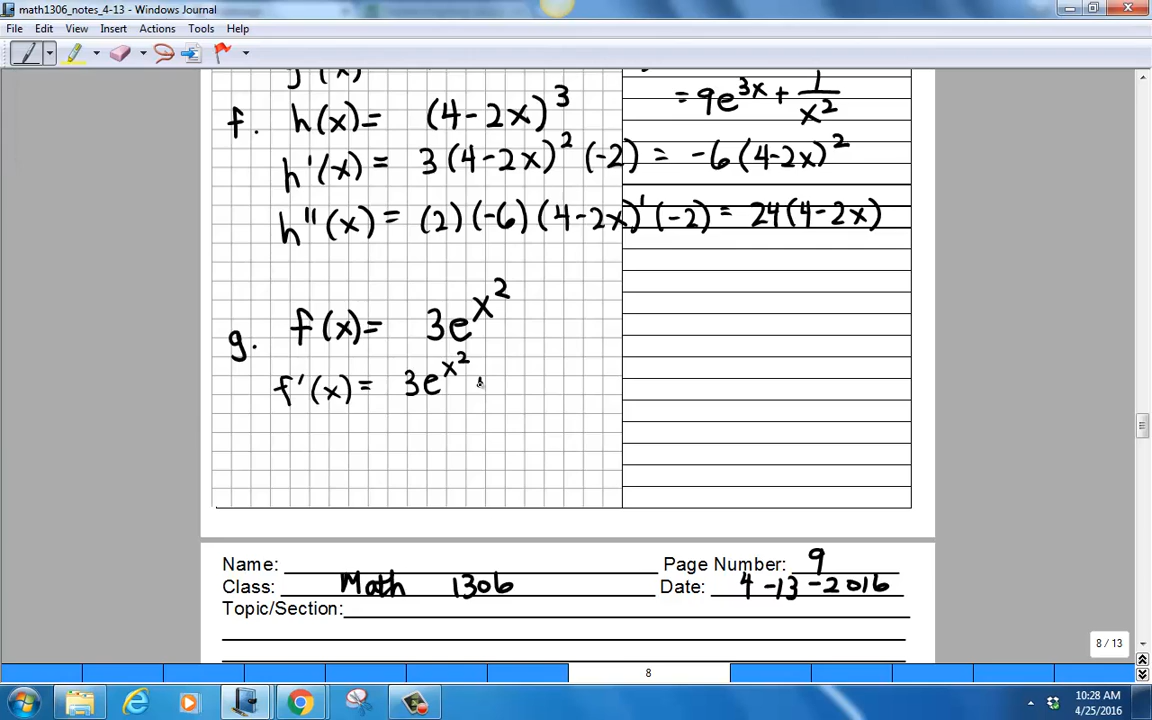 math1306_notes_4-13 - Windows Journal
File Edit View Insert Actions Tools Help
= 9e^{3x} + 1/x^2
f. h(x) = (4-2x)^3
h'(x) = 3(4-2x)^2 (-2) = -6(4-2x)^2
h''(x) = (2)(-6)(4-2x)^1(-2) = 24(4-2x)
g. f(x) = 3e^{x^2}
f'(x) = 3e^{x^2} ·
Name: Page Number: 9
Class: Math 1306 Date: 4-13-2016
Topic/Section:
8 / 13
8
10:28 AM
4/25/2016